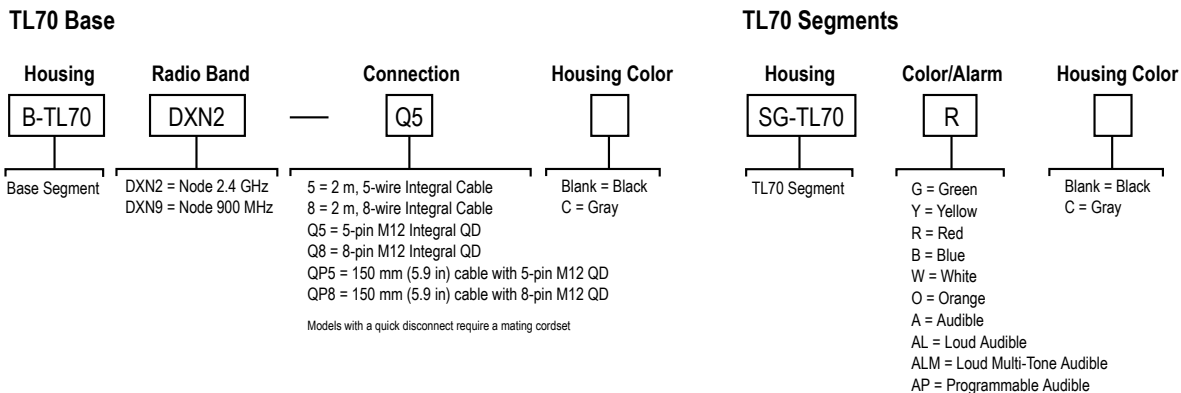 TL70 Base
Housing Radio Band Connection Housing Color
B-TL70 DXN2 — Q5
Base Segment
DXN2 = Node 2.4 GHz
DXN9 = Node 900 MHz
5 = 2 m, 5-wire Integral Cable
8 = 2 m, 8-wire Integral Cable
Q5 = 5-pin M12 Integral QD
Q8 = 8-pin M12 Integral QD
QP5 = 150 mm (5.9 in) cable with 5-pin M12 QD
QP8 = 150 mm (5.9 in) cable with 8-pin M12 QD
Models with a quick disconnect require a mating cordset
Blank = Black
C = Gray
TL70 Segments
Housing Color/Alarm Housing Color
SG-TL70 R
TL70 Segment
G = Green
Y = Yellow
R = Red
B = Blue
W = White
O = Orange
A = Audible
AL = Loud Audible
ALM = Loud Multi-Tone Audible
AP = Programmable Audible
Blank = Black
C = Gray